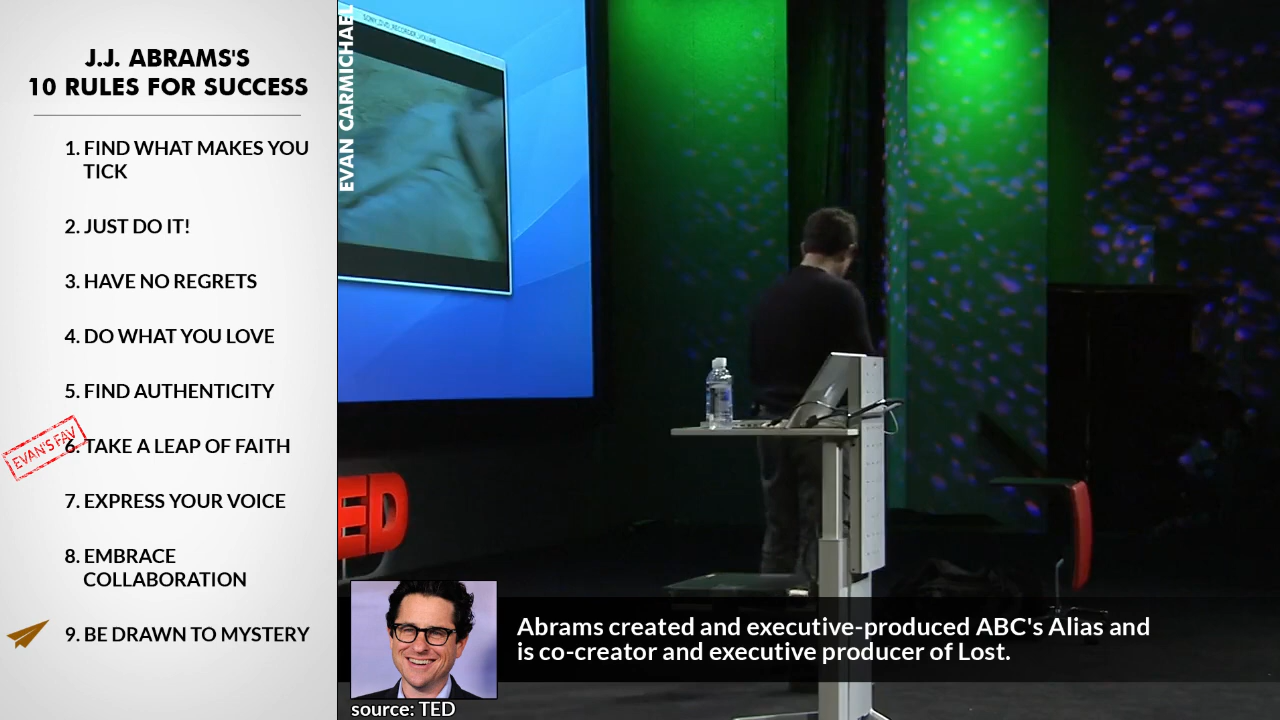 J.J. ABRAMS'S
10 RULES FOR SUCCESS
1. FIND WHAT MAKES YOU
TICK
2. JUST DO IT!
3. HAVE NO REGRETS
4. DO WHAT YOU LOVE
5. FIND AUTHENTICITY
EVAN'S FAV
6. TAKE A LEAP OF FAITH
7. EXPRESS YOUR VOICE
8. EMBRACE
COLLABORATION
9. BE DRAWN TO MYSTERY
EVAN CARMICHAEL
SONY_DVD_RECORDER_VOLUME
ED
Abrams created and executive-produced ABC's Alias and
is co-creator and executive producer of Lost.
source: TED